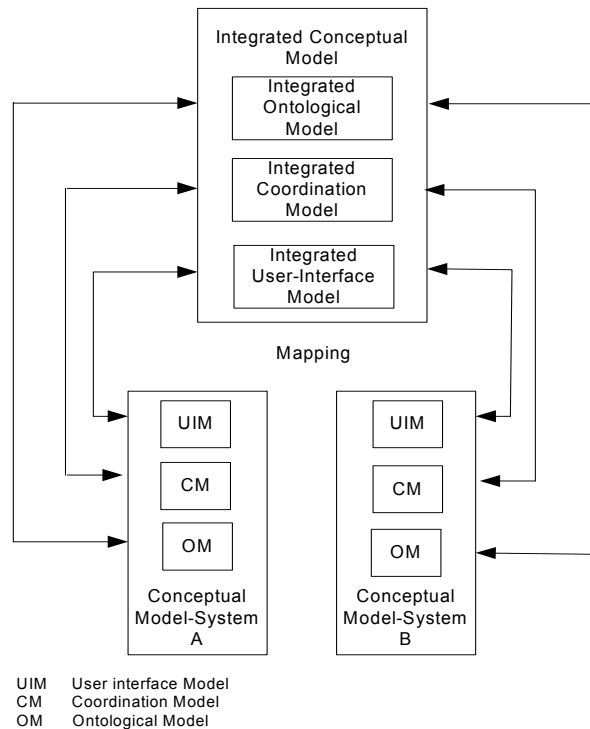 Integrated Conceptual
Model
Integrated
Ontological
Model
Integrated
Coordination
Model
Integrated
User-Interface
Model
Mapping
UIM
CM
OM
Conceptual
Model-System
A
UIM
CM
OM
Conceptual
Model-System
B
UIM User interface Model
CM Coordination Model
OM Ontological Model